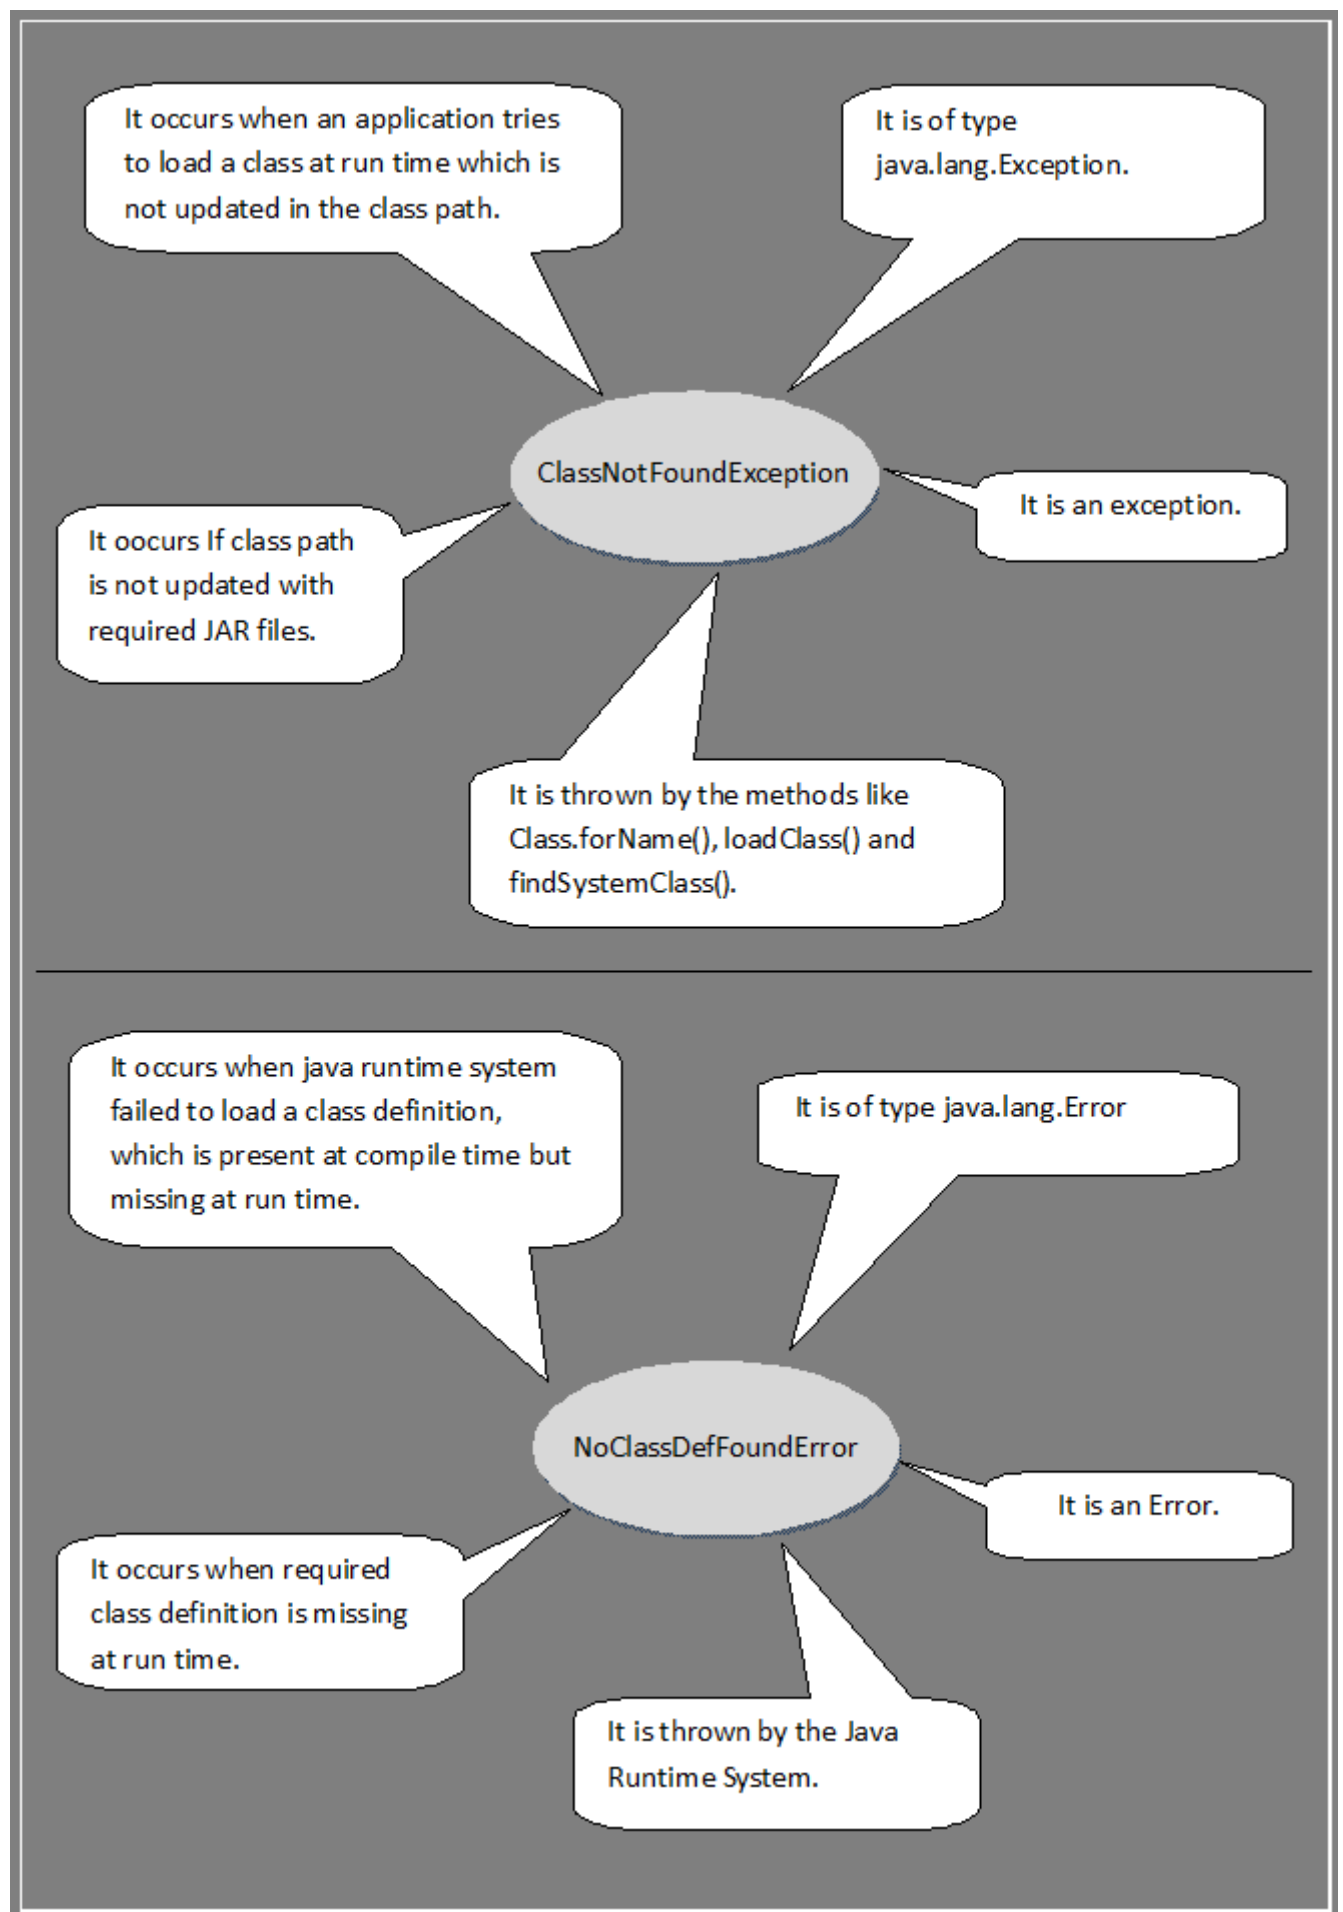 It occurs when an application tries
to load a class at run time which is
not updated in the class path.
It is of type
java.lang.Exception.
ClassNotFoundException
It is an exception.
It oocurs If class path
is not updated with
required JAR files.
It is thrown by the methods like
Class.forName(), loadClass() and
findSystemClass().
It occurs when java runtime system
failed to load a class definition,
which is present at compile time but
missing at run time.
It is of type java.lang.Error
NoClassDefFoundError
It is an Error.
It occurs when required
class definition is missing
at run time.
It is thrown by the Java
Runtime System.